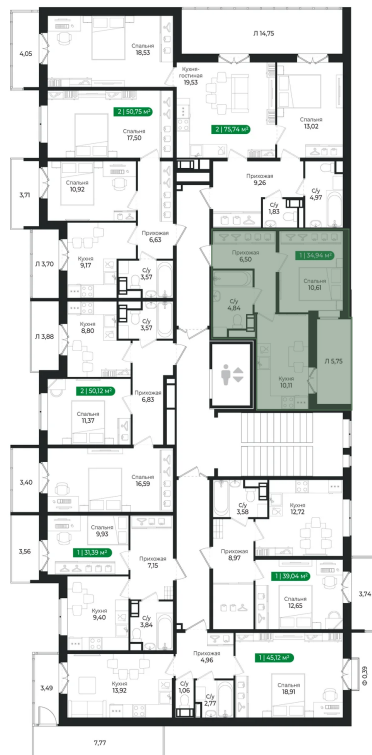 Л 14,75
4,05
Спальня
18,53
Кухня-
гостиная
19,53
Спальня
13,02
2 | 50,75 м²
Спальня
17,50
2 | 75,74 м²
3,71
Спальня
10,92
Прихожая
9,26
С/у
4,97
С/у
1,83
Прихожая
6,63
Л 3,70
Кухня
9,17
С/у
3,57
Прихожая
6,50
1 | 34,94 м²
Спальня
10,61
С/у
4,84
Л 3,88
Кухня
8,80
С/у
3,57
Л 5,75
Кухня
10,11
2 | 50,12 м²
Спальня
11,37
Прихожая
6,83
3,40
Спальня
16,59
С/у
3,58
Кухня
12,72
3,56
Спальня
9,93
1 | 31,39 м²
Прихожая
7,15
Прихожая
8,97
1 | 39,04 м²
Спальня
12,65
3,74
Кухня
9,40
С/у
3,84
Прихожая
4,96
1 | 45,12 м²
Ф 0,39
3,49
Кухня
13,92
С/у
1,06
С/у
2,77
Спальня
18,91
7,77